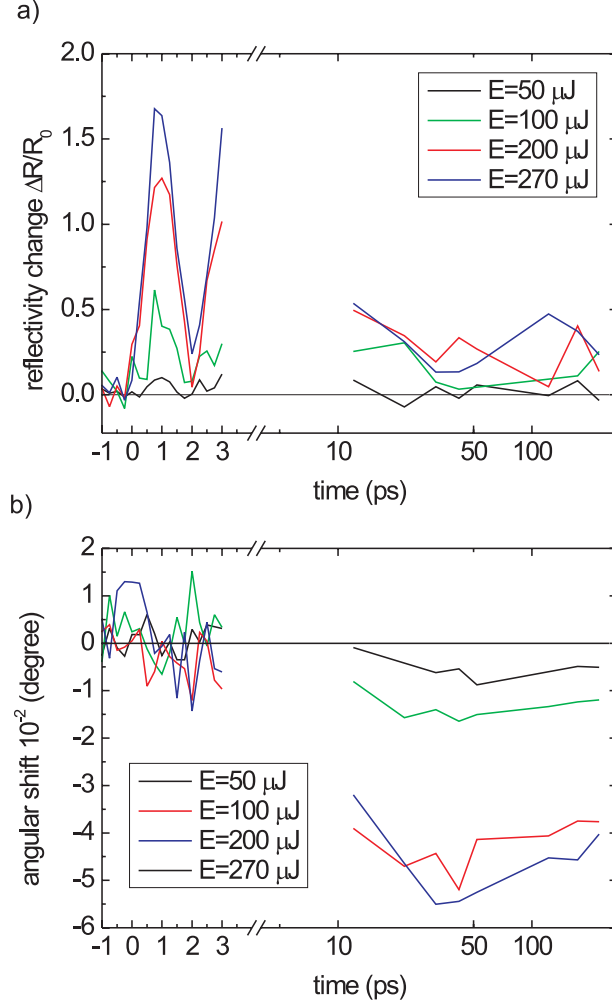 a)
reflectivity change ΔR/R0
2.0
1.5
1.0
0.5
0.0
E=50 μJ
E=100 μJ
E=200 μJ
E=270 μJ
-1 0 1 2 3 10 50 100
time (ps)
b)
angular shift 10-2 (degree)
2
1
0
-1
-2
-3
-4
-5
-6
E=50 μJ
E=100 μJ
E=200 μJ
E=270 μJ
-1 0 1 2 3 10 50 100
time (ps)